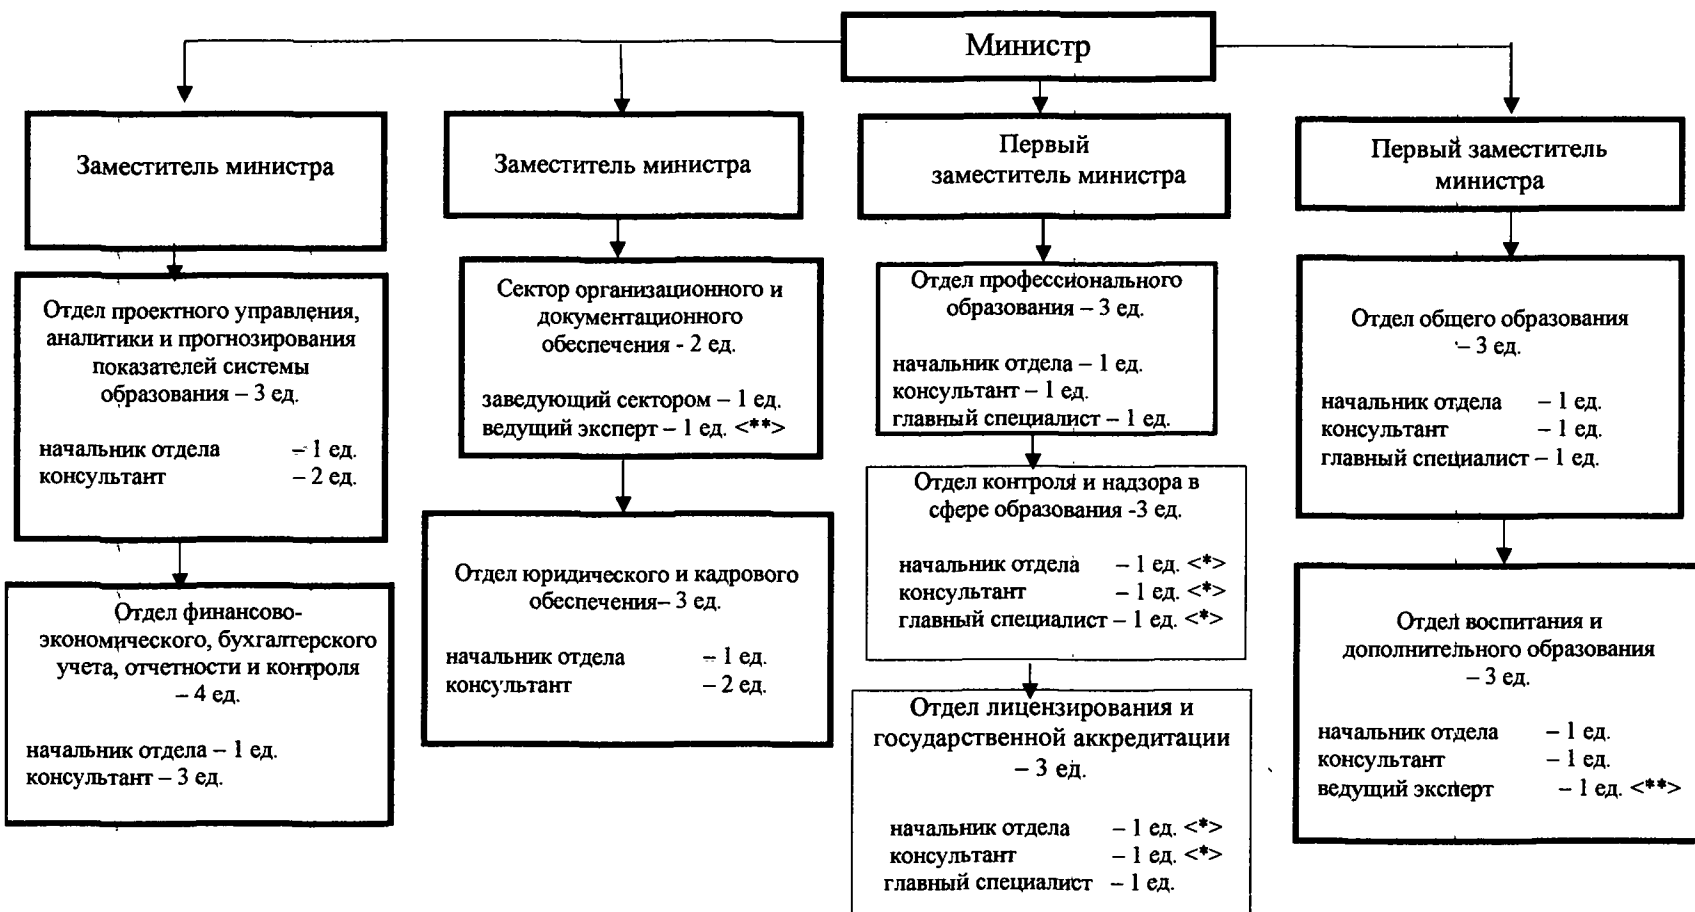 Министр
Заместитель министра
Отдел проектного управления,
аналитики и прогнозирования
показателей системы
образования – 3 ед.
начальник отдела – 1 ед.
консультант – 2 ед.
Отдел финансово-
экономического, бухгалтерского
учета, отчетности и контроля
– 4 ед.
начальник отдела – 1 ед.
консультант – 3 ед.
Заместитель министра
Сектор организационного и
документационного
обеспечения - 2 ед.
заведующий сектором – 1 ед.
ведущий эксперт – 1 ед. <**>
Отдел юридического и кадрового
обеспечения– 3 ед.
начальник отдела – 1 ед.
консультант – 2 ед.
Первый
заместитель министра
Отдел профессионального
образования – 3 ед.
начальник отдела – 1 ед.
консультант – 1 ед.
главный специалист – 1 ед.
Отдел контроля и надзора в
сфере образования -3 ед.
начальник отдела – 1 ед. <*>
консультант – 1 ед. <*>
главный специалист – 1 ед. <*>
Отдел лицензирования и
государственной аккредитации
– 3 ед.
начальник отдела – 1 ед. <*>
консультант – 1 ед. <*>
главный специалист – 1 ед.
Первый заместитель
министра
Отдел общего образования
– 3 ед.
начальник отдела – 1 ед.
консультант – 1 ед.
главный специалист – 1 ед.
Отдел воспитания и
дополнительного образования
– 3 ед.
начальник отдела – 1 ед.
консультант – 1 ед.
ведущий эксперт – 1 ед. <**>